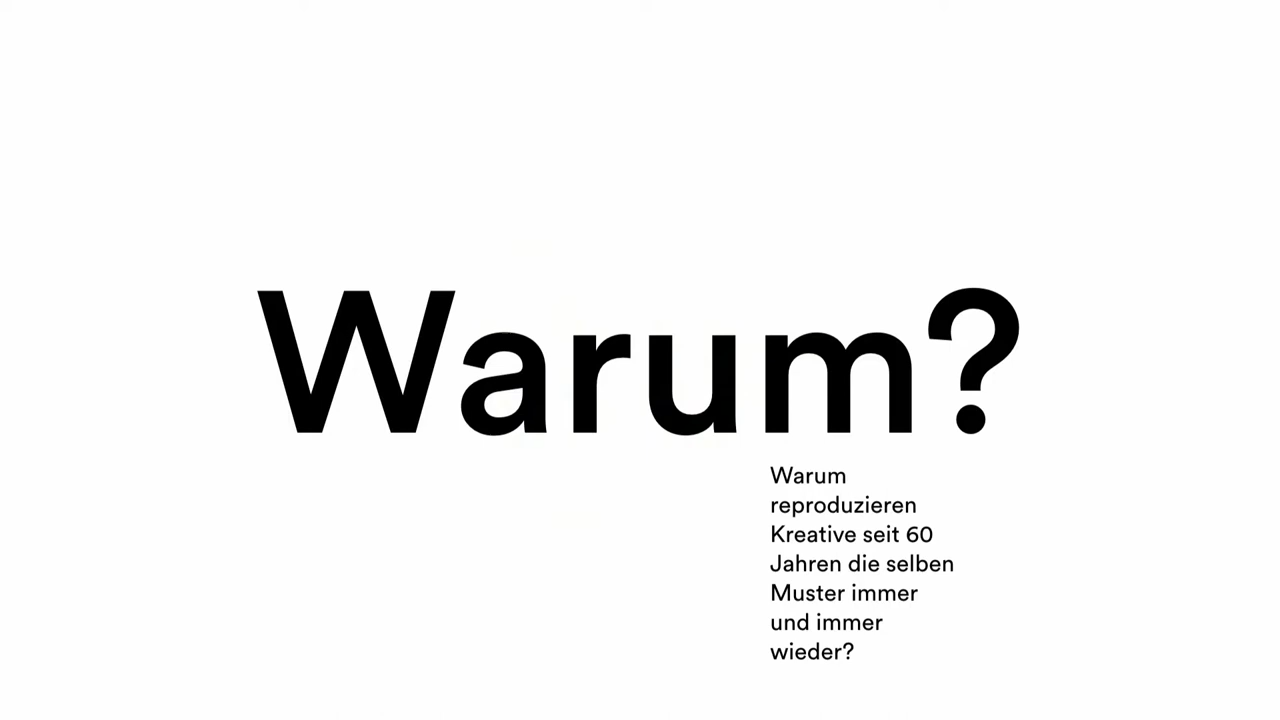 Warum?
Warum
reproduzieren
Kreative seit 60
Jahren die selben
Muster immer
und immer
wieder?